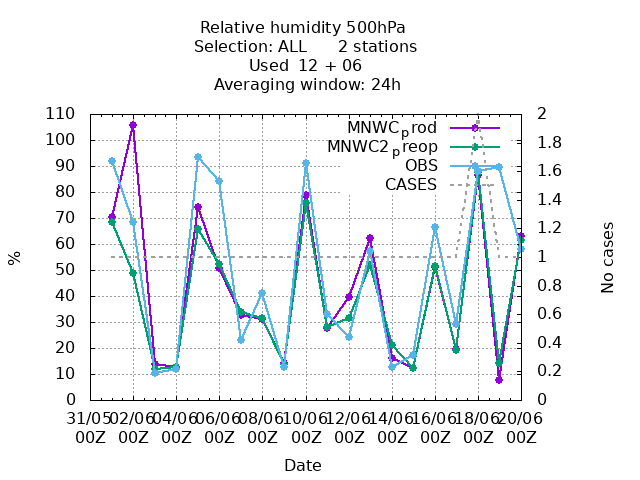 Relative humidity 500hPa
Selection: ALL 2 stations
Used 12 + 06
Averaging window: 24h
110
100
90
80
70
60
50
40
30
20
10
0
%
MNWCprod
MNWC2preop
OBS
CASES
2
1.8
1.6
1.4
1.2
1
0.8
0.6
0.4
0.2
0
No cases
31/05 02/06 04/06 06/06 08/06 10/06 12/06 14/06 16/06 18/06 20/06
00Z 00Z 00Z 00Z 00Z 00Z 00Z 00Z 00Z 00Z 00Z
Date